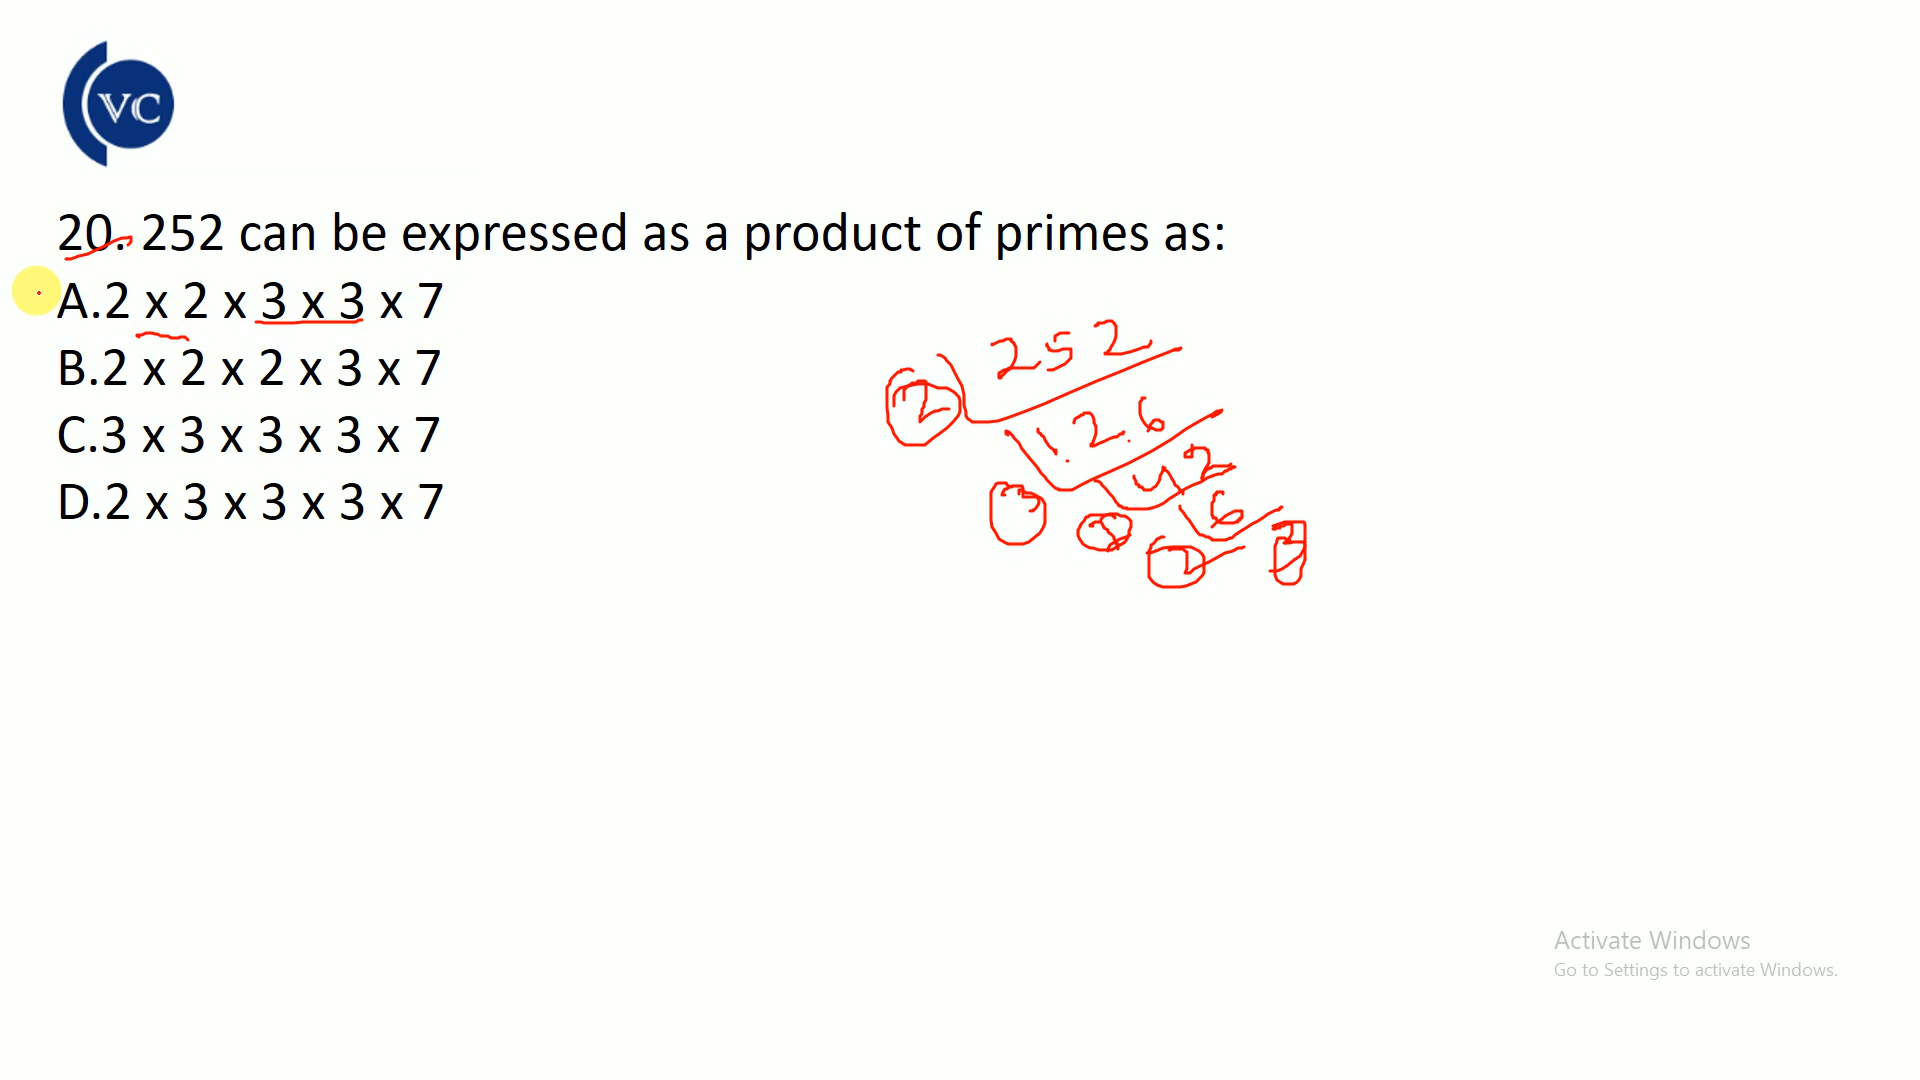 VC
20. 252 can be expressed as a product of primes as:
A.2 x 2 x 3 x 3 x 7
B.2 x 2 x 2 x 3 x 7
C.3 x 3 x 3 x 3 x 7
D.2 x 3 x 3 x 3 x 7
252
2
126
42
6
Activate Windows
Go to Settings to activate Windows.